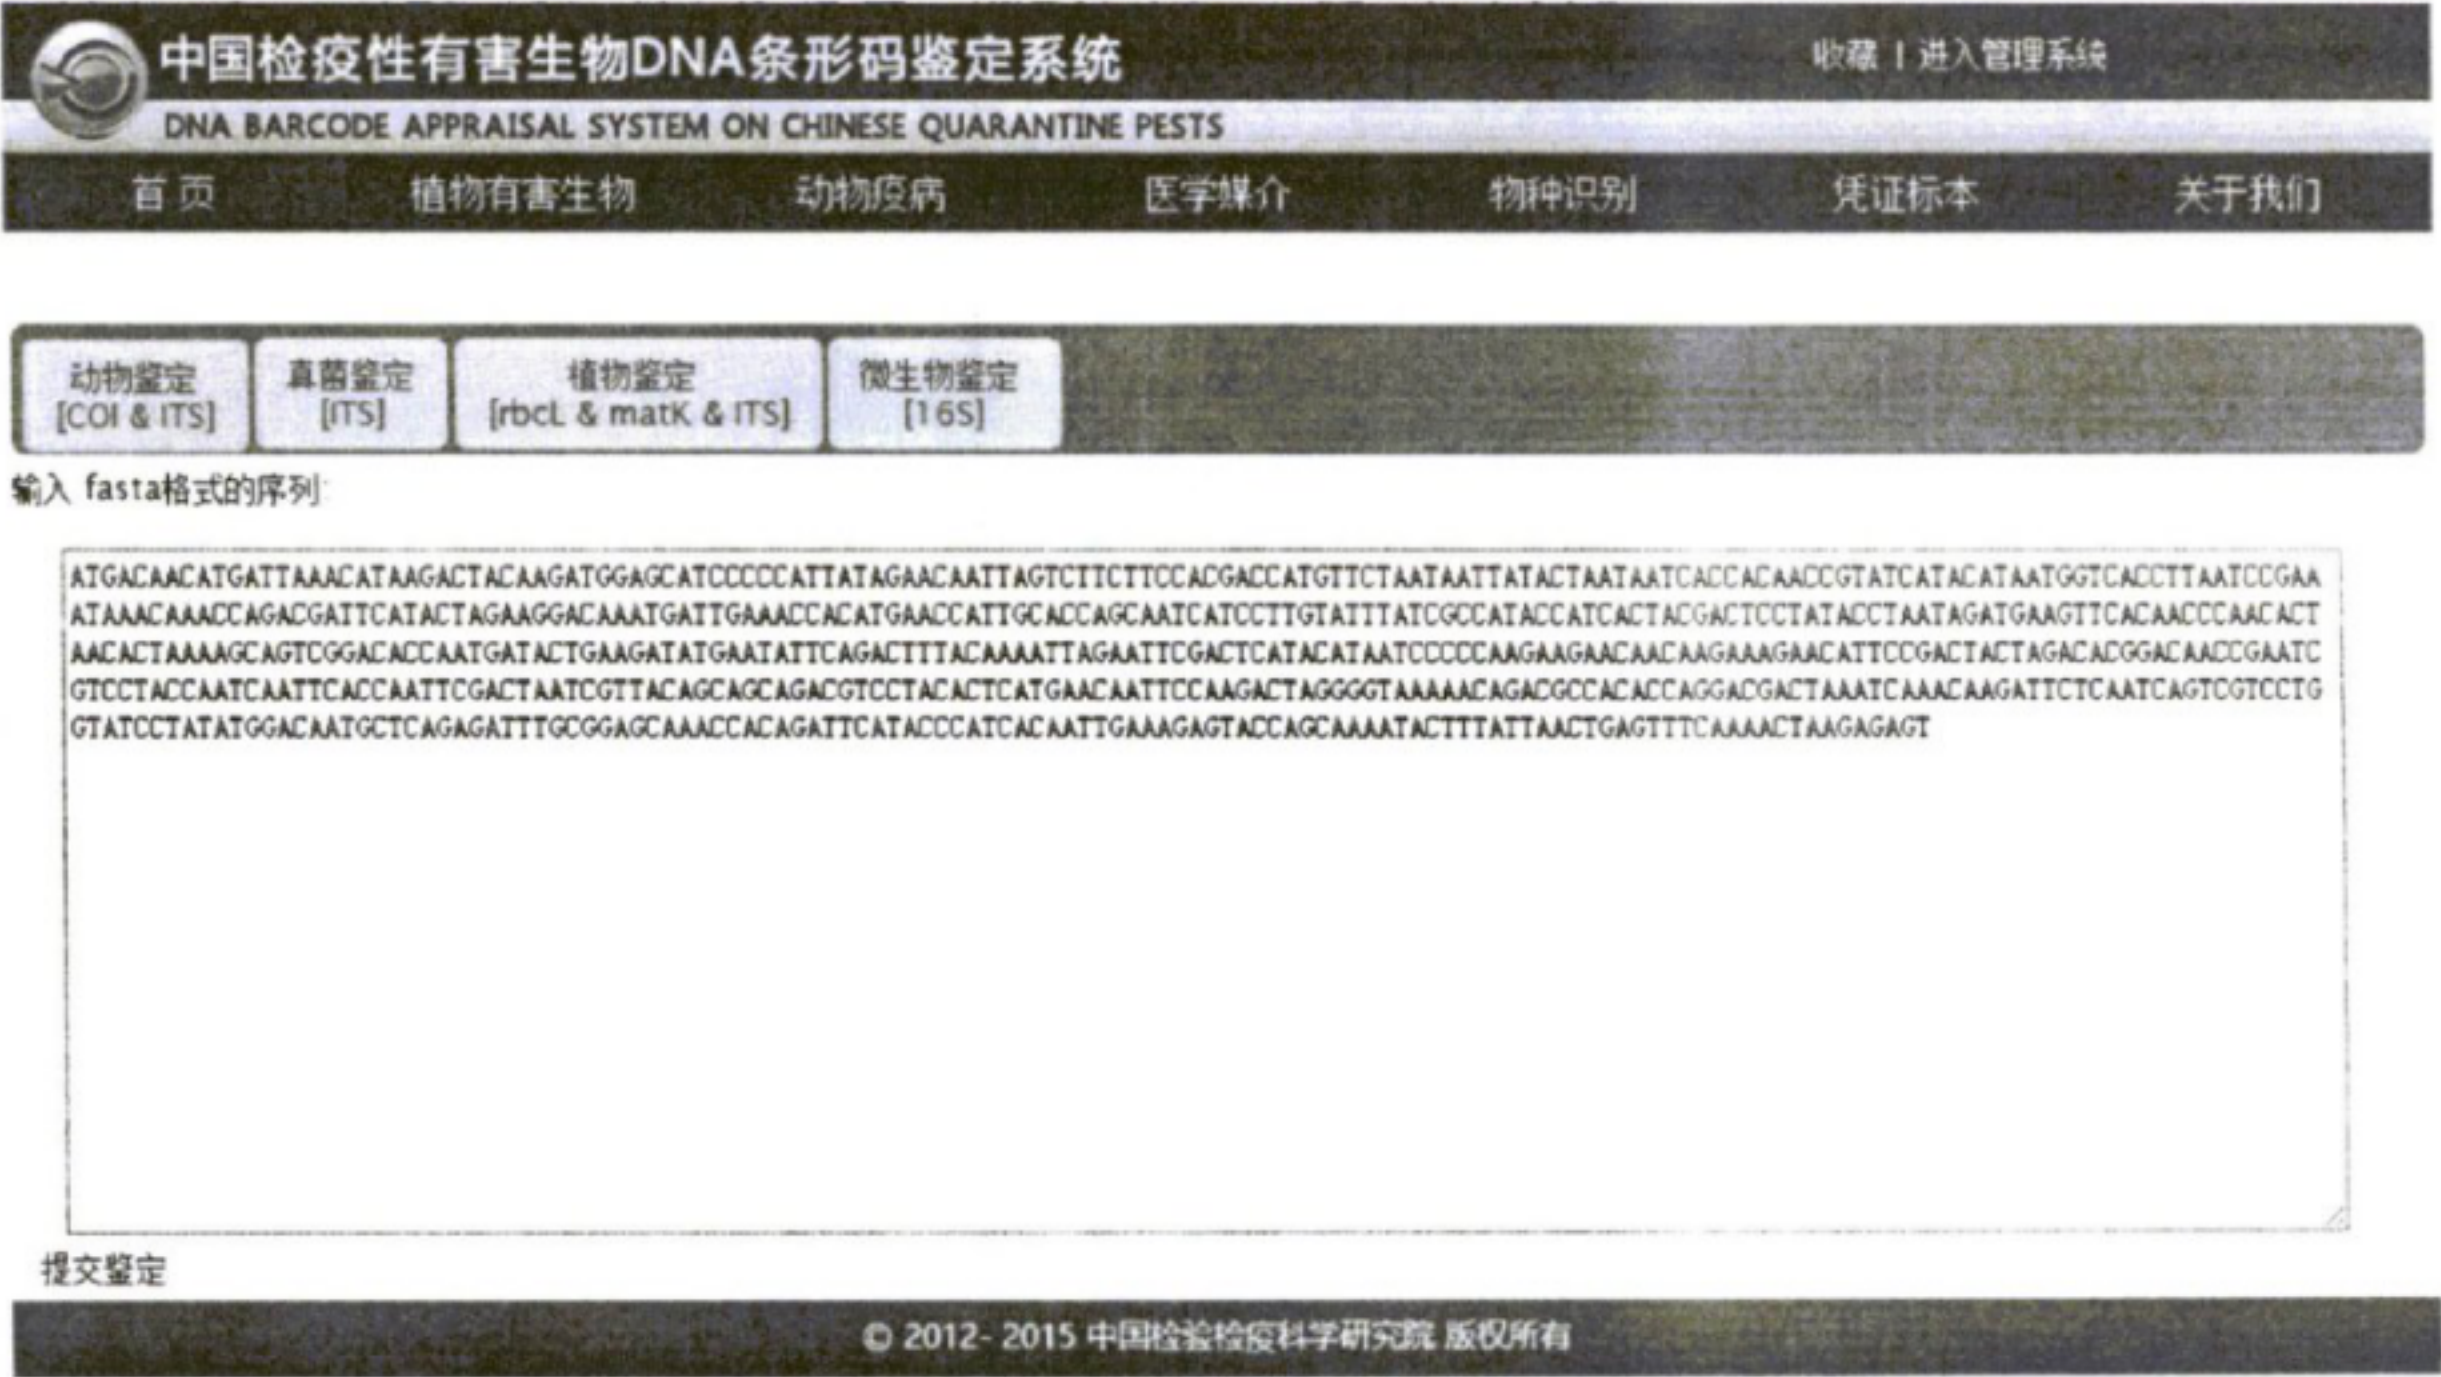 中国检疫性有害生物DNA条形码鉴定系统
收藏 | 进入管理系统
DNA BARCODE APPRAISAL SYSTEM ON CHINESE QUARANTINE PESTS
首页 植物有害生物 动物疫病 医学媒介 物种识别 凭证标本 关于我们
动物鉴定 真菌鉴定 植物鉴定 微生物鉴定
[COI & ITS] [ITS] [rbcL & matK & ITS] [16S]
输入 fasta格式的序列:
ATGACAACATGATTAAACATAAGACTACAAGATGGAGCATCCCCCATTATAGAACAATTAGTCTTCTTCCACGACCATGTTCTAATAATTATACTAATAATCACCACAACCGTATCATACATAATGGTCACCTTAATCCGAA
ATAAACAAACCAGACGATTCATACTAGAAGGACAAATGATTGAAACCACATGAACCATTGCACCAGCAATCATCCTTGTATTTATCGCCATACCATCACTACGACTCCTATACCTAATAGATGAAGTTCACAACCCAACACT
AACACTAAAAGCAGTCGGACACCAATGATACTGAAGATATGAATATTCAGACTTTACAAAATTAGAATTCGACTCATACATAATCCCCCAAGAAGAACAACAAGAAAGAACATTCCGACTACTAGACACGGACAACCGAATC
GTCCTACCAATCAATTCACCAATTCGACTAATCGTTACAGCAGCAGACGTCCTACACTCATGAACAATTCCAAGACTAGGGGTAAAAACAGACGCCACACCAGGACGACTAAATCAAACAAGATTCTCAATCAGTCGTCCTG
GTATCCTATATGGACAATGCTCAGAGATTTGCGGAGCAAACCACAGATTCATACCCATCACAATTGAAAGAGTACCAGCAAAATACTTTATTAACTGAGTTTCAAAACTAAGAGAGT
提交鉴定
© 2012- 2015 中国检验检疫科学研究院 版权所有